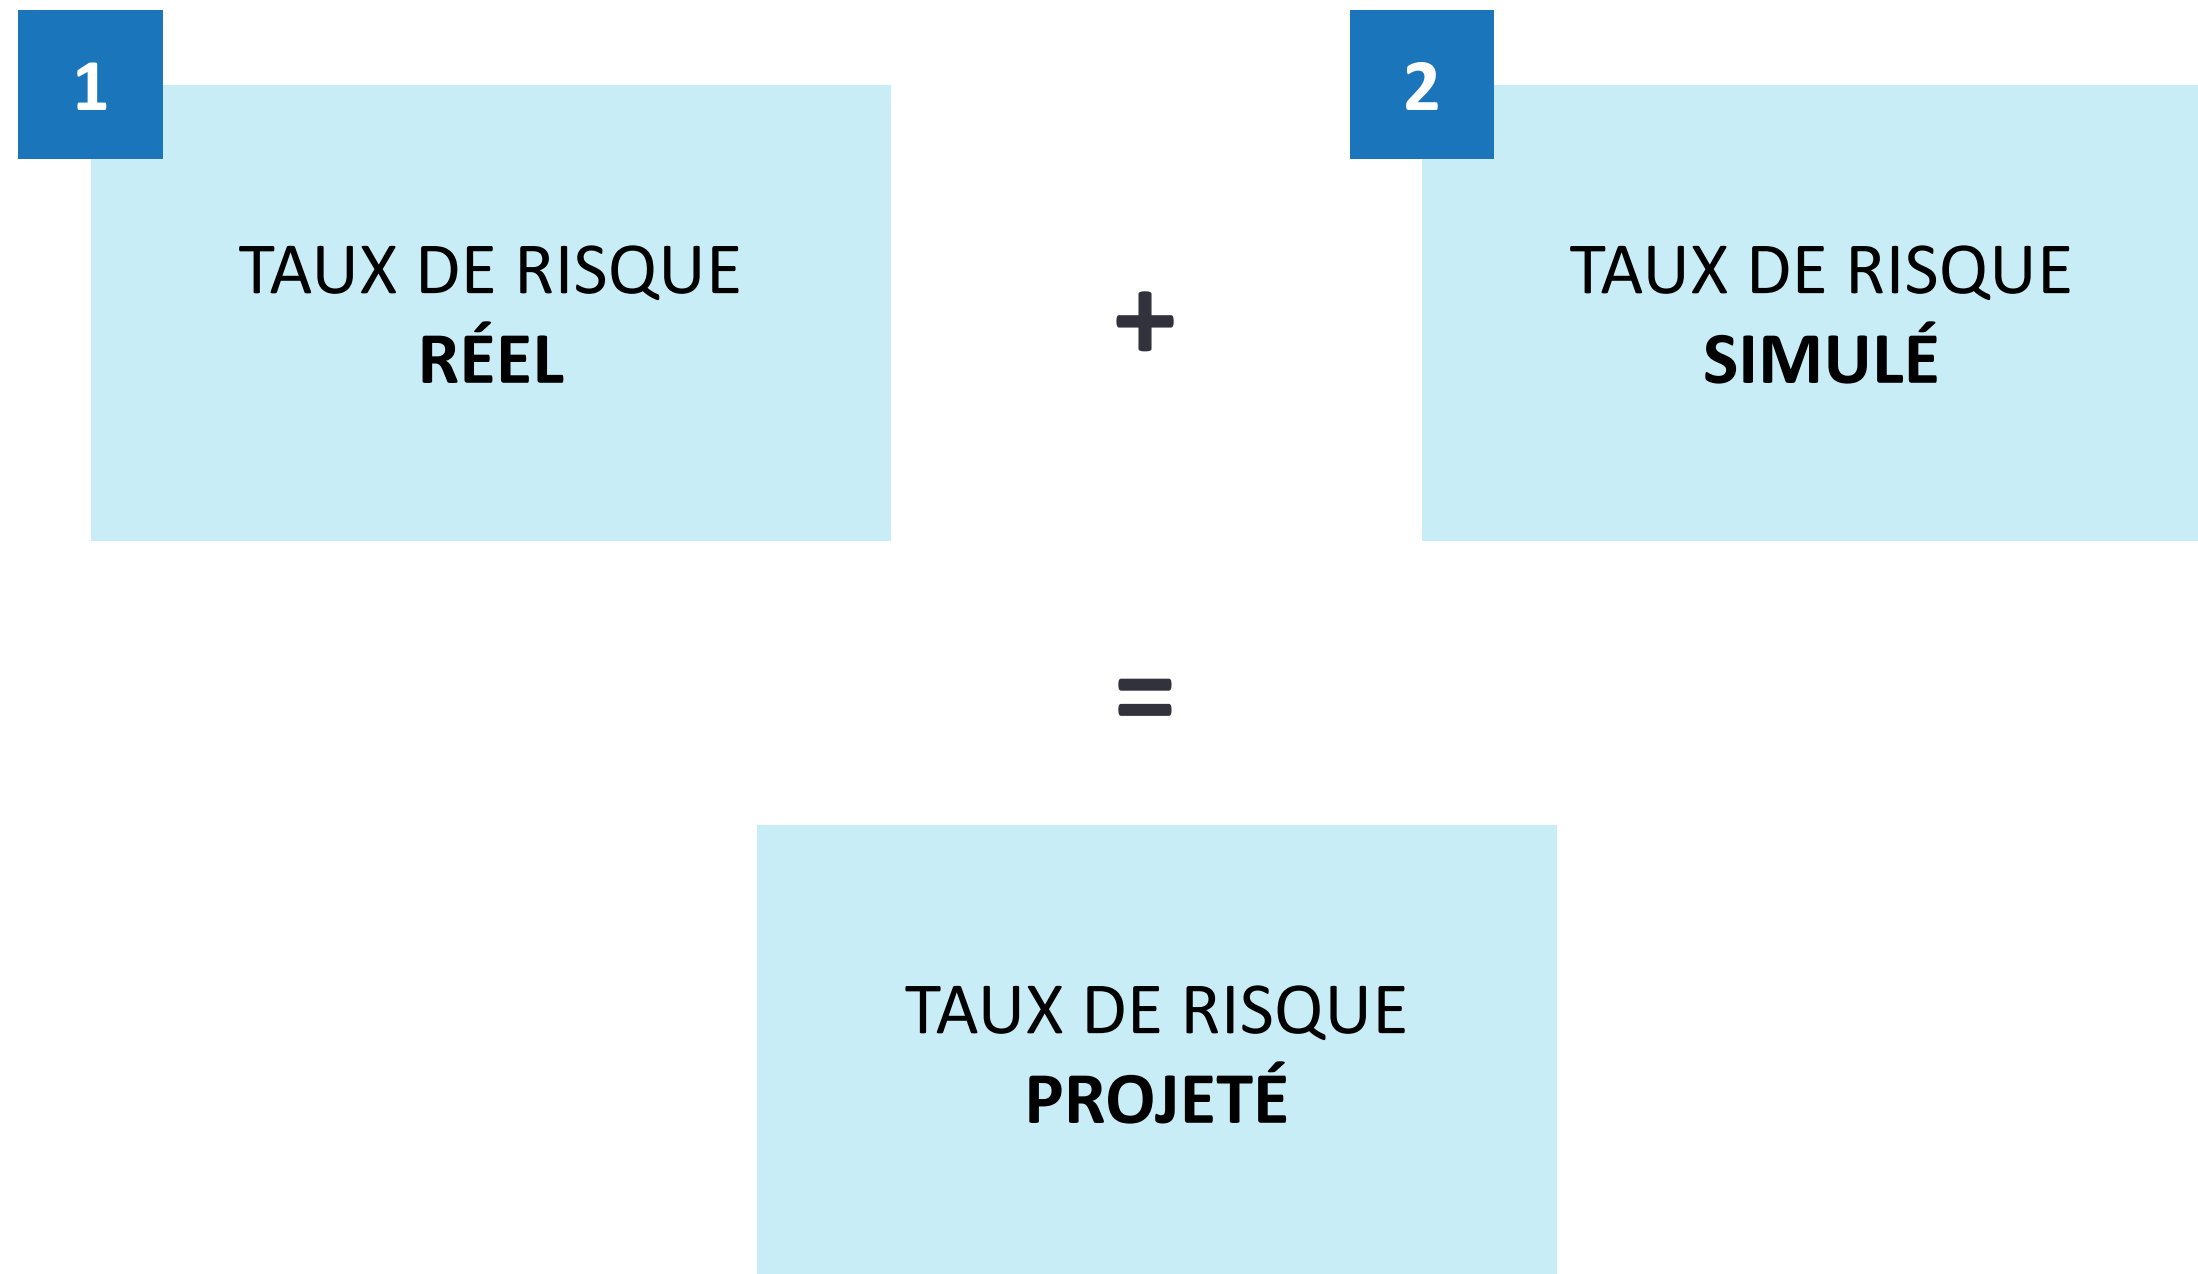 1
TAUX DE RISQUE
RÉEL
+
2
TAUX DE RISQUE
SIMULÉ
=
TAUX DE RISQUE
PROJETÉ